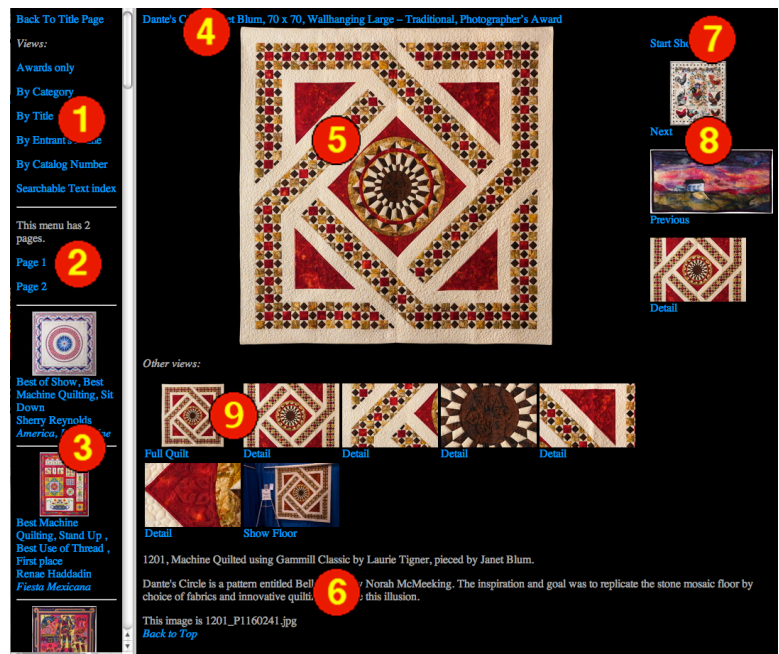 Back To Title Page
Views:
Awards only
By Category
By Title
By Entrant's
By Catalog Number
Searchable Text index
This menu has 2
pages.
Page 1
Page 2
Best of Show, Best
Machine Quilting, Sit
Down
Sherry Reynolds
America,
Best Machine
Quilting, Stand Up ,
Best Use of Thread ,
First place
Renae Haddadin
Fiesta Mexicana
1
2
3
Dante's Janet Blum, 70 x 70, Wallhanging Large – Traditional, Photographer's Award
4
5
Start
7
Next
8
Previous
Detail
Other views:
9
Full Quilt Detail Detail Detail Detail
Detail Show Floor
1201, Machine Quilted using Gammill Classic by Laurie Tigner, pieced by Janet Blum.
Dante's Circle is a pattern entitled Norah McMeeking. The inspiration and goal was to replicate the stone mosaic floor by
choice of fabrics and innovative this illusion.
6
This image is 1201_P1160241.jpg
Back to Top